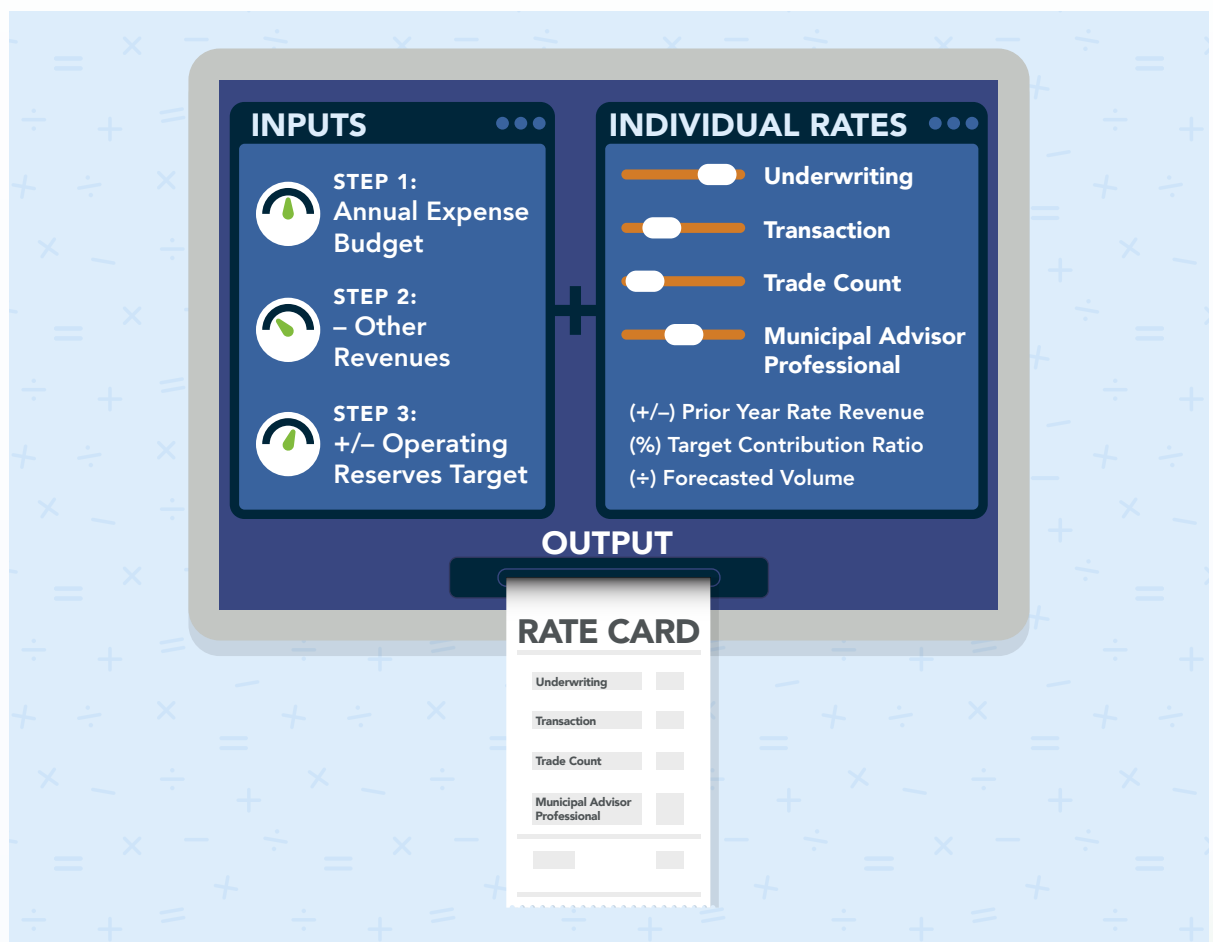 INPUTS
STEP 1:
Annual Expense
Budget
STEP 2:
– Other
Revenues
STEP 3:
+/– Operating
Reserves Target
+
INDIVIDUAL RATES
Underwriting
Transaction
Trade Count
Municipal Advisor
Professional
(+/–) Prior Year Rate Revenue
(%) Target Contribution Ratio
(÷) Forecasted Volume
OUTPUT
RATE CARD
Underwriting
Transaction
Trade Count
Municipal Advisor
Professional